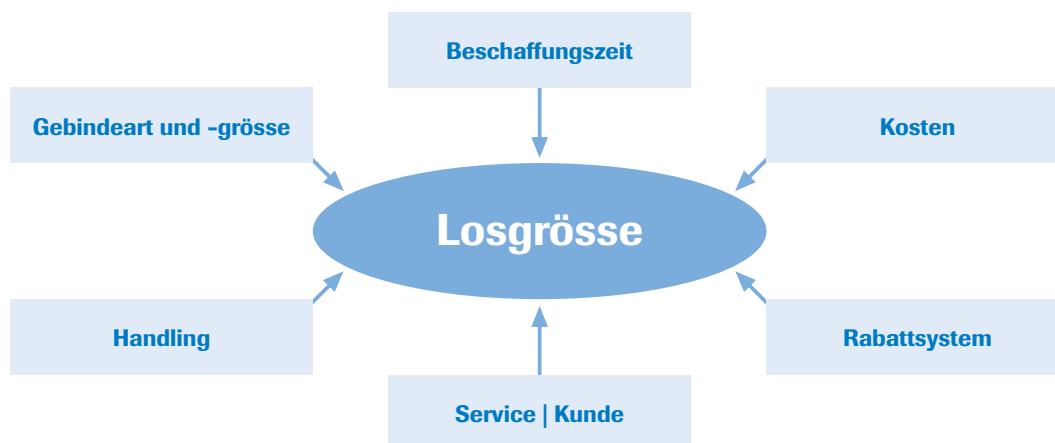 Beschaffungszeit
Gebindeart und -grösse
Kosten
Losgrösse
Handling
Rabattsystem
Service | Kunde